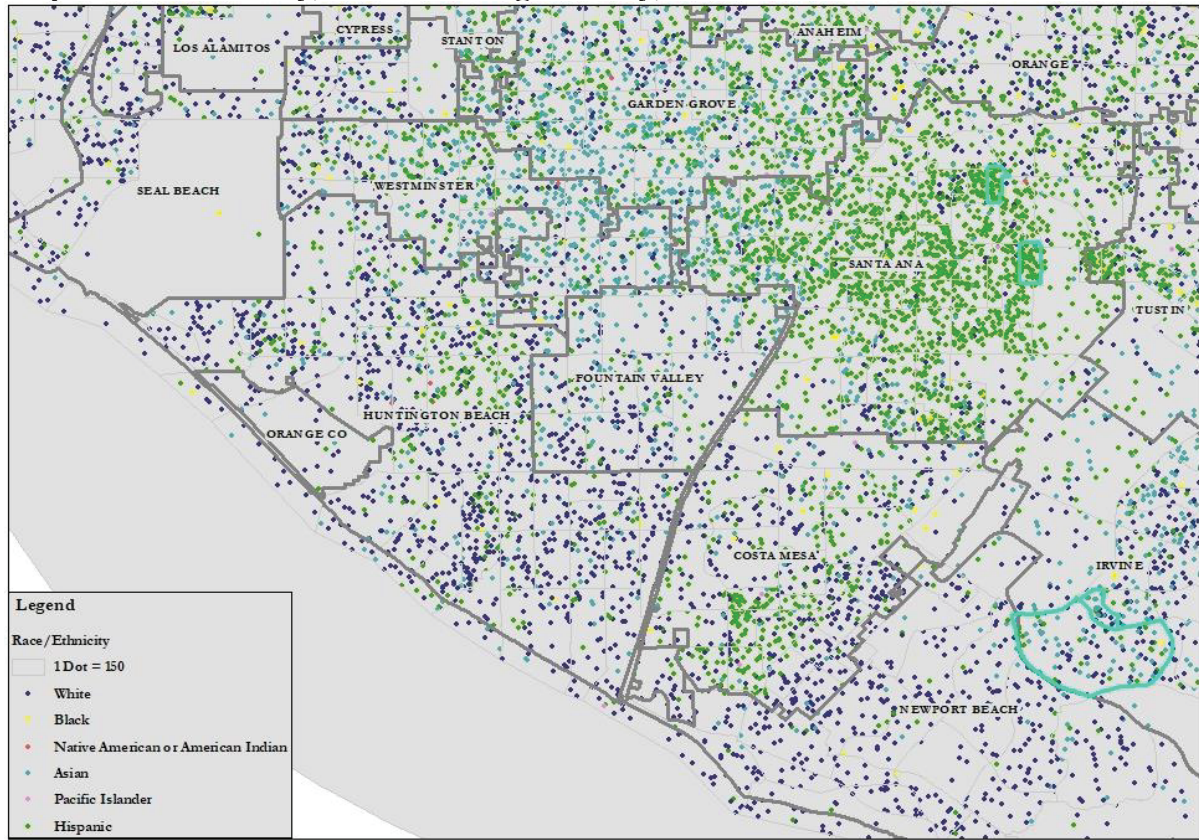 LOS ALAMITOS
CYPRESS
STANTON
ANAHEIM
ORANGE
GARDEN GROVE
SEAL BEACH
WESTMINSTER
SANTA ANA
TUSTIN
FOUNTAIN VALLEY
HUNTINGTON BEACH
ORANGE CO
COSTA MESA
IRVINE
NEWPORT BEACH
Legend
Race/Ethnicity
1 Dot = 150
White
Black
Native American or American Indian
Asian
Pacific Islander
Hispanic